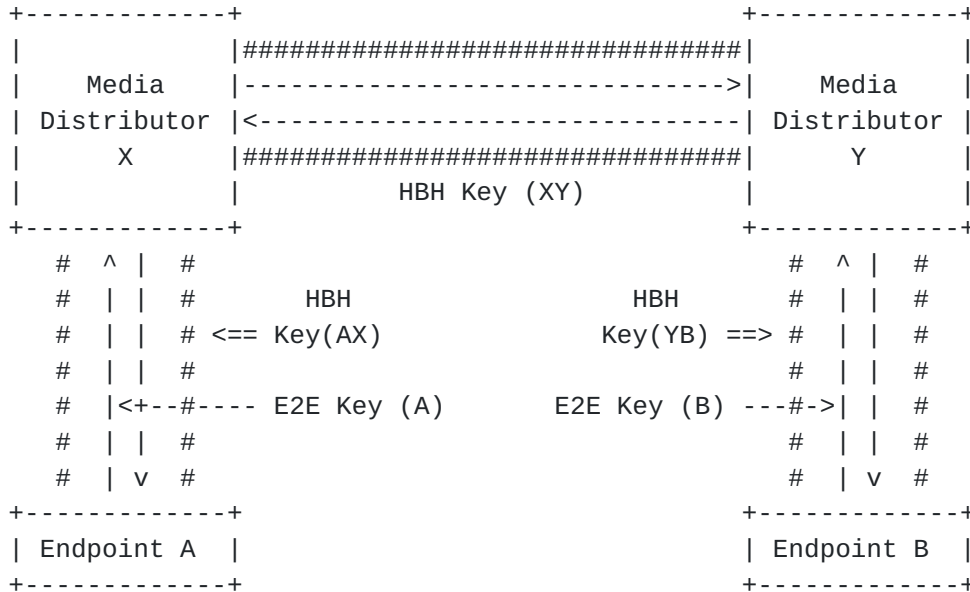 Media Media
Distributor Distributor
X Y
HBH Key (XY)
HBH HBH
<== Key(AX) Key(YB) ==>
E2E Key (A) E2E Key (B)
Endpoint A Endpoint B